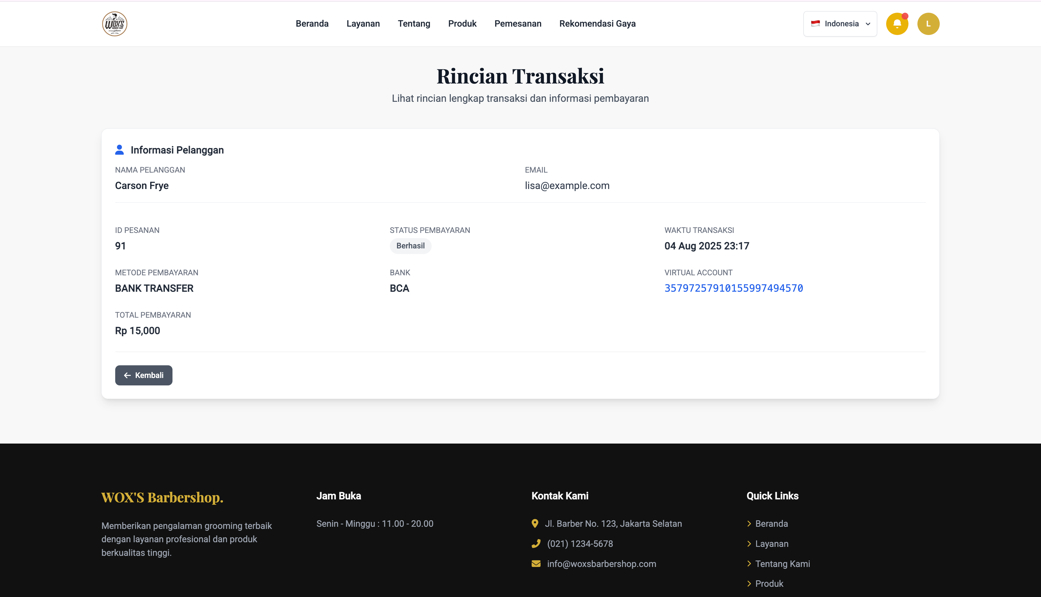 WOX'S
Beranda Layanan Tentang Produk Pemesanan Rekomendasi Gaya
Indonesia
L
Rincian Transaksi
Lihat rincian lengkap transaksi dan informasi pembayaran
Informasi Pelanggan
NAMA PELANGGAN EMAIL
Carson Frye lisa@example.com
ID PESANAN STATUS PEMBAYARAN WAKTU TRANSAKSI
91 Berhasil 04 Aug 2025 23:17
METODE PEMBAYARAN BANK VIRTUAL ACCOUNT
BANK TRANSFER BCA 35797257910155997494570
TOTAL PEMBAYARAN
Rp 15,000
Kembali
WOX'S Barbershop. Jam Buka Kontak Kami Quick Links
Memberikan pengalaman grooming terbaik
dengan layanan profesional dan produk
berkualitas tinggi.
Senin - Minggu : 11.00 - 20.00
Jl. Barber No. 123, Jakarta Selatan
(021) 1234-5678
info@woxsbarbershop.com
Beranda
Layanan
Tentang Kami
Produk